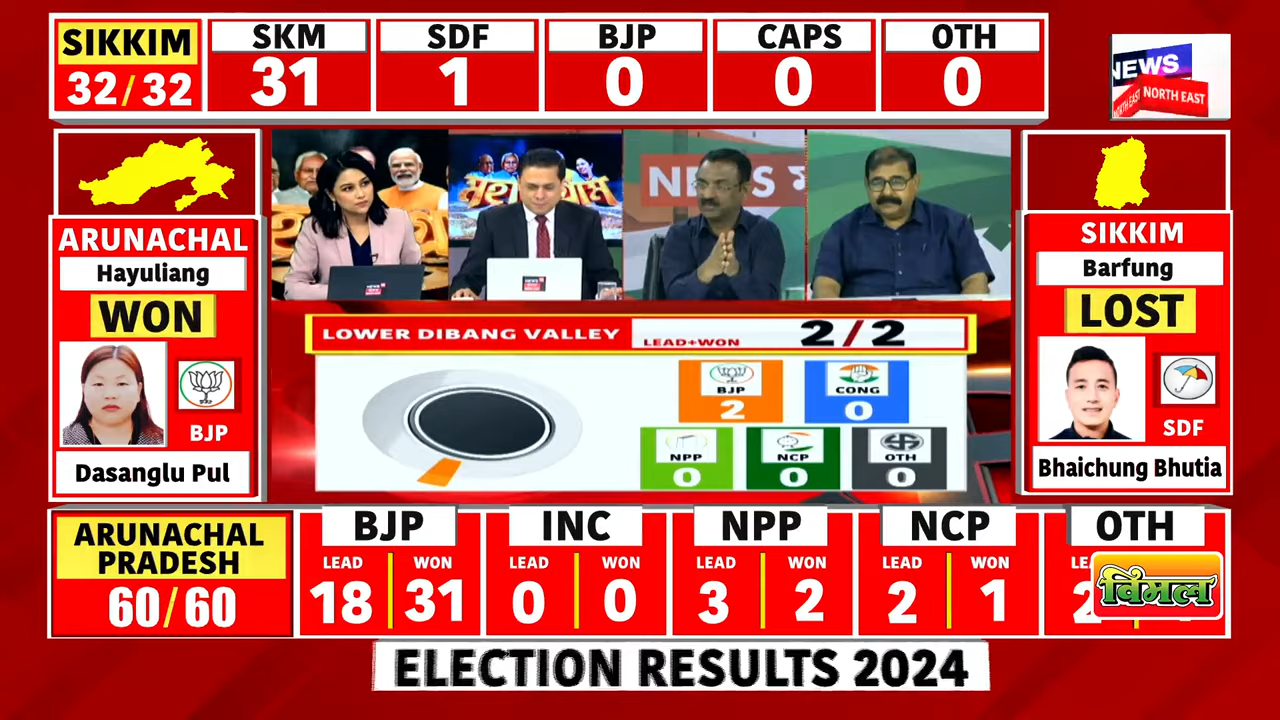 SIKKIM
32/32
SKM
31
SDF
1
BJP
0
CAPS
0
OTH
0
NEWS
NORTH EAST
ARUNACHAL
Hayuliang
WON
BJP
Dasanglu Pul
NEWS
SIKKIM
Barfung
LOST
SDF
Bhaichung Bhutia
LOWER DIBANG VALLEY
LEAD+WON
2/2
BJP
2
CONG
0
NPP
0
NCP
0
OTH
0
ARUNACHAL
PRADESH
60/60
BJP
LEAD WON
18 31
INC
LEAD WON
0 0
NPP
LEAD WON
3 2
NCP
LEAD WON
2 1
OTH
विमल
ELECTION RESULTS 2024